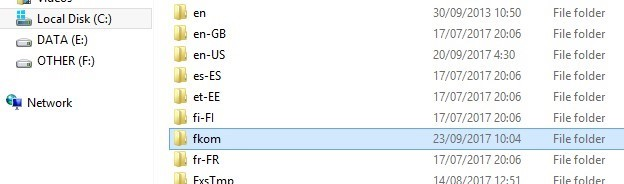 Videos
Local Disk (C:)
DATA (E:)
OTHER (F:)
Network
en 30/09/2013 10:50 File folder
en-GB 17/07/2017 20:06 File folder
en-US 20/09/2017 4:30 File folder
es-ES 17/07/2017 20:06 File folder
et-EE 17/07/2017 20:06 File folder
fi-FI 17/07/2017 20:06 File folder
fkom 23/09/2017 10:04 File folder
fr-FR 17/07/2017 20:06 File folder
FxsTmp 14/08/2017 12:51 File folder